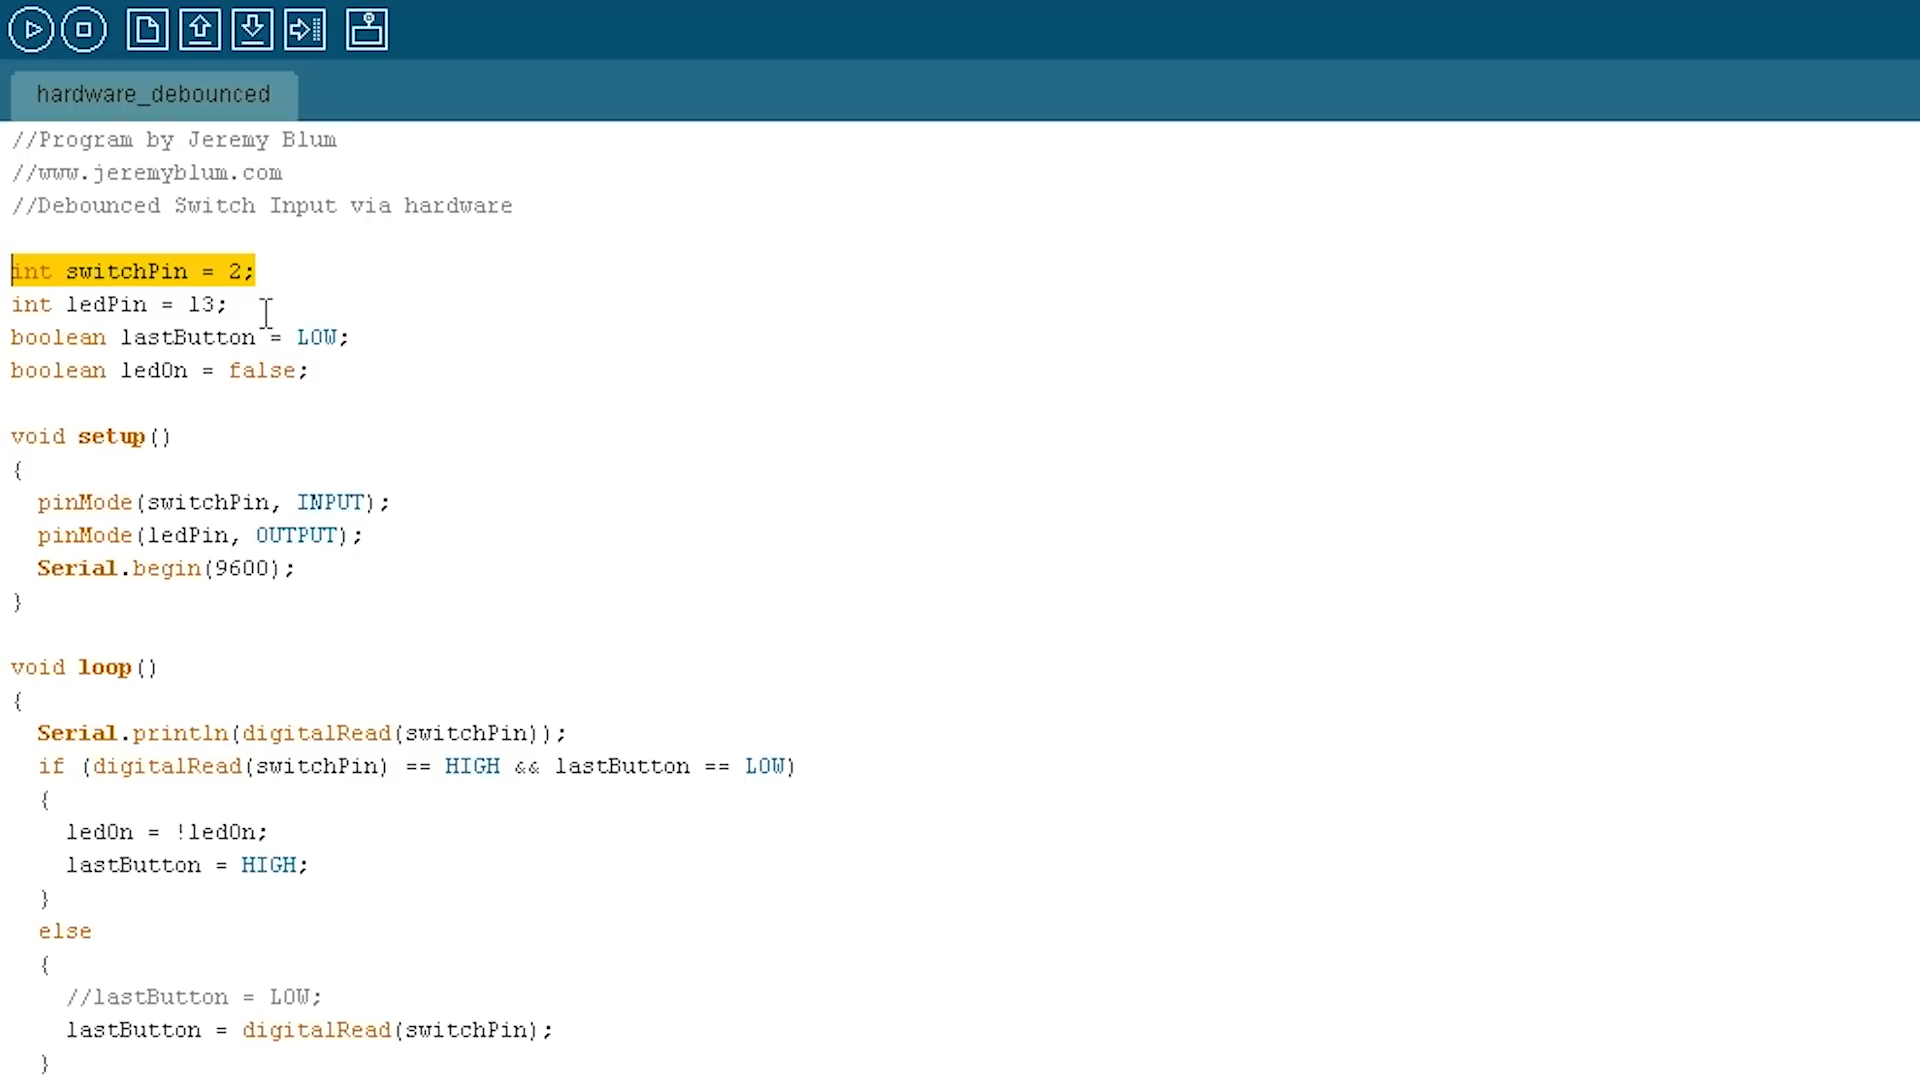 hardware_debounced
//Program by Jeremy Blum
//www.jeremyblum.com
//Debounced Switch Input via hardware
int switchPin = 2;
int ledPin = 13;
boolean lastButton = LOW;
boolean ledOn = false;
void setup()
{
pinMode(switchPin, INPUT);
pinMode(ledPin, OUTPUT);
Serial.begin(9600);
}
void loop()
{
Serial.println(digitalRead(switchPin));
if (digitalRead(switchPin) == HIGH && lastButton == LOW)
{
ledOn = !ledOn;
lastButton = HIGH;
}
else
{
//lastButton = LOW;
lastButton = digitalRead(switchPin);
}